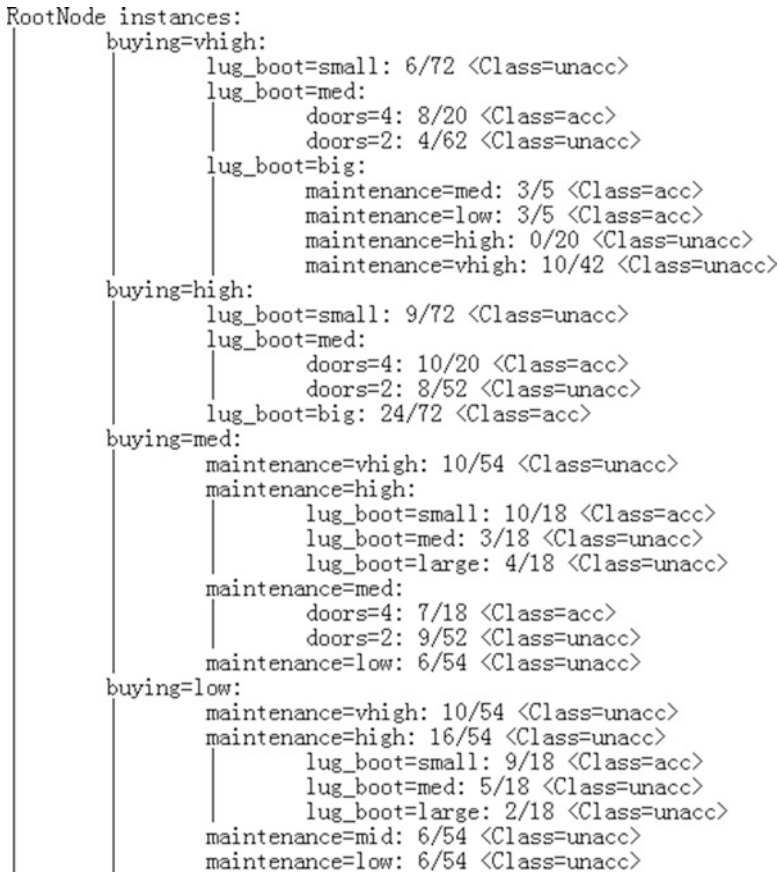 RootNode instances:
buying=vhigh:
lug_boot=small: 6/72 <Class=unacc>
lug_boot=med:
doors=4: 8/20 <Class=acc>
doors=2: 4/62 <Class=unacc>
lug_boot=big:
maintenance=med: 3/5 <Class=acc>
maintenance=low: 3/5 <Class=acc>
maintenance=high: 0/20 <Class=unacc>
maintenance=vhigh: 10/42 <Class=unacc>
buying=high:
lug_boot=small: 9/72 <Class=unacc>
lug_boot=med:
doors=4: 10/20 <Class=acc>
doors=2: 8/52 <Class=unacc>
lug_boot=big: 24/72 <Class=acc>
buying=med:
maintenance=vhigh: 10/54 <Class=unacc>
maintenance=high:
lug_boot=small: 10/18 <Class=acc>
lug_boot=med: 3/18 <Class=unacc>
lug_boot=large: 4/18 <Class=unacc>
maintenance=med:
doors=4: 7/18 <Class=acc>
doors=2: 9/52 <Class=unacc>
maintenance=low: 6/54 <Class=unacc>
buying=low:
maintenance=vhigh: 10/54 <Class=unacc>
maintenance=high: 16/54 <Class=unacc>
lug_boot=small: 9/18 <Class=acc>
lug_boot=med: 5/18 <Class=unacc>
lug_boot=large: 2/18 <Class=unacc>
maintenance=mid: 6/54 <Class=unacc>
maintenance=low: 6/54 <Class=unacc>